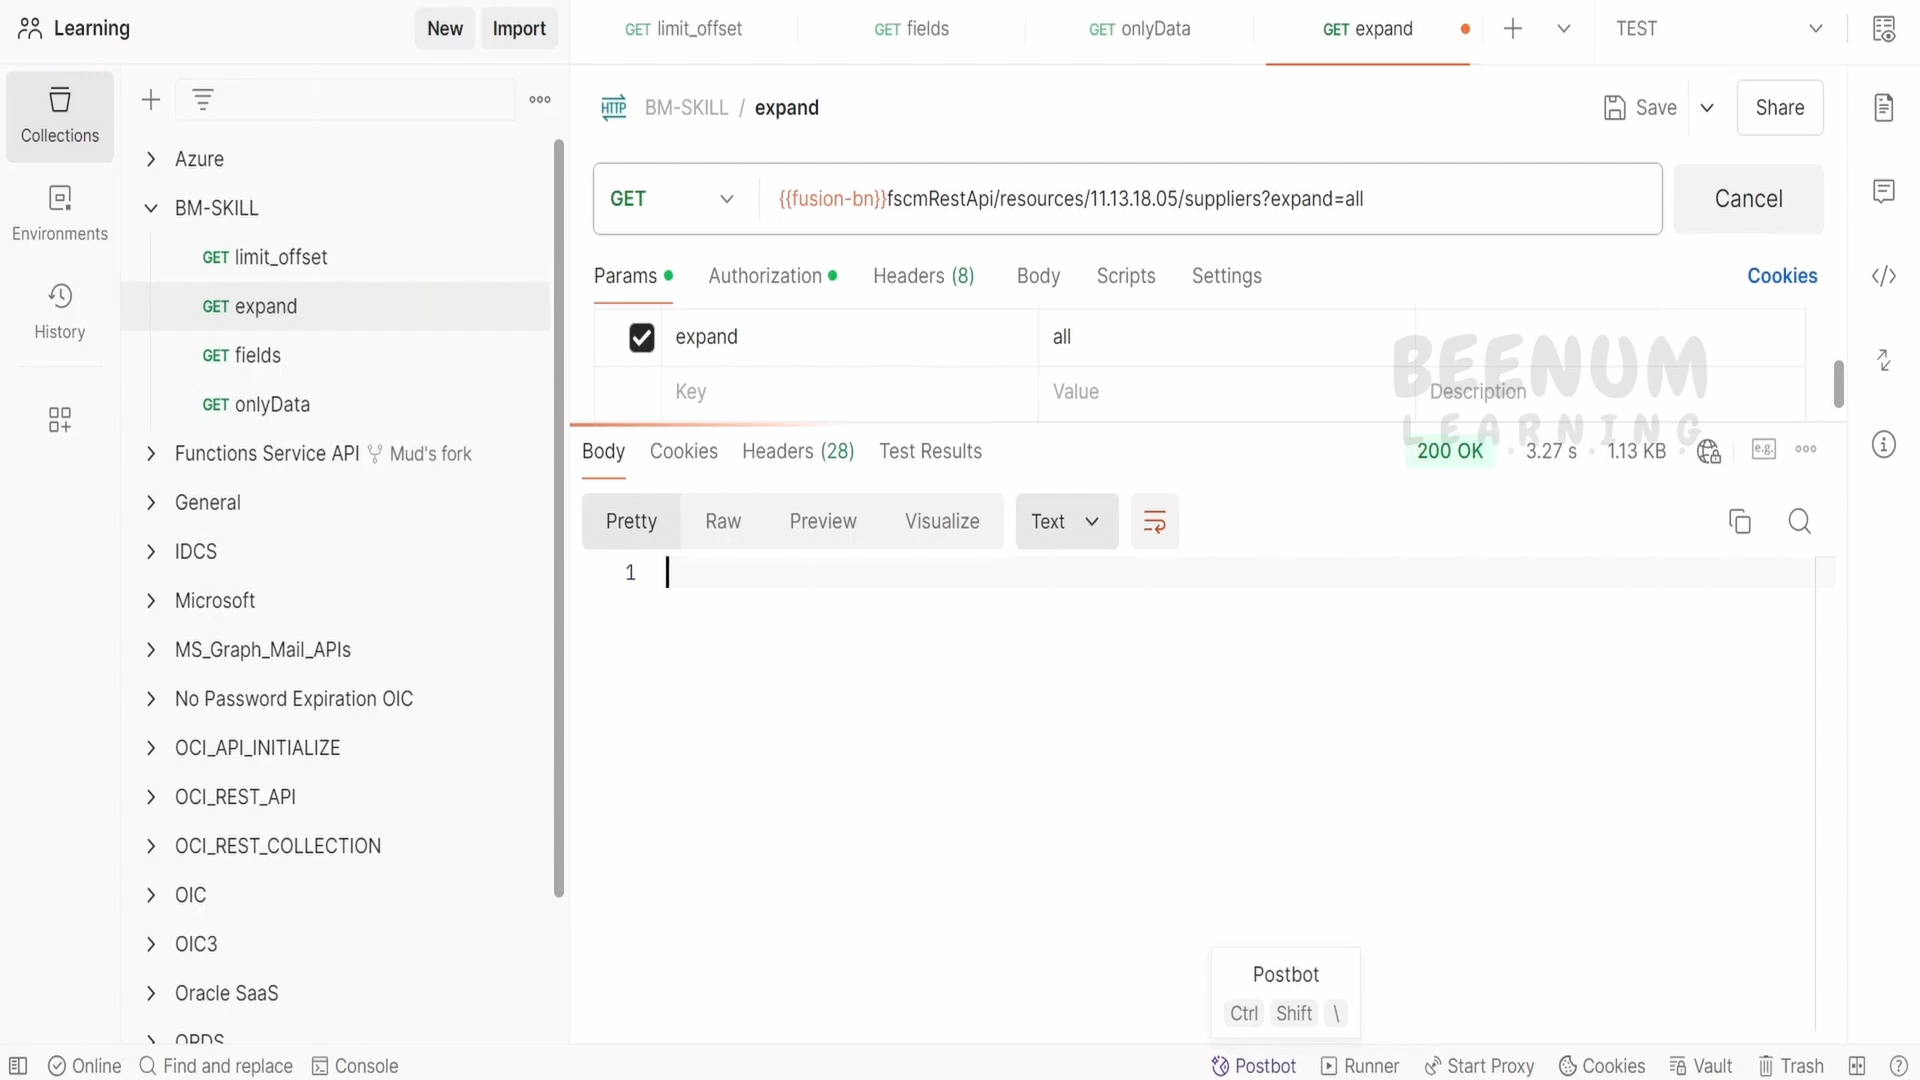 Learning
New
Import
GET limit_offset
GET fields
GET onlyData
GET expand
TEST
Collections
Environments
History
Azure
BM-SKILL
GET limit_offset
GET expand
GET fields
GET onlyData
Functions Service API Mud's fork
General
IDCS
Microsoft
MS_Graph_Mail_APIs
No Password Expiration OIC
OCI_API_INITIALIZE
OCI_REST_API
OCI_REST_COLLECTION
OIC
OIC3
Oracle SaaS
ORDS
HTTP BM-SKILL / expand
Save
Share
GET
{{fusion-bn}}fscmRestApi/resources/11.13.18.05/suppliers?expand=all
Cancel
Params
Authorization
Headers (8)
Body
Scripts
Settings
Cookies
expand
all
Key
Value
Description
BEENUM
LEARNING
Body
Cookies
Headers (28)
Test Results
200 OK
3.27 s
1.13 KB
e.g.
Pretty
Raw
Preview
Visualize
Text
1
Postbot
Ctrl Shift \
Online
Find and replace
Console
Postbot
Runner
Start Proxy
Cookies
Vault
Trash